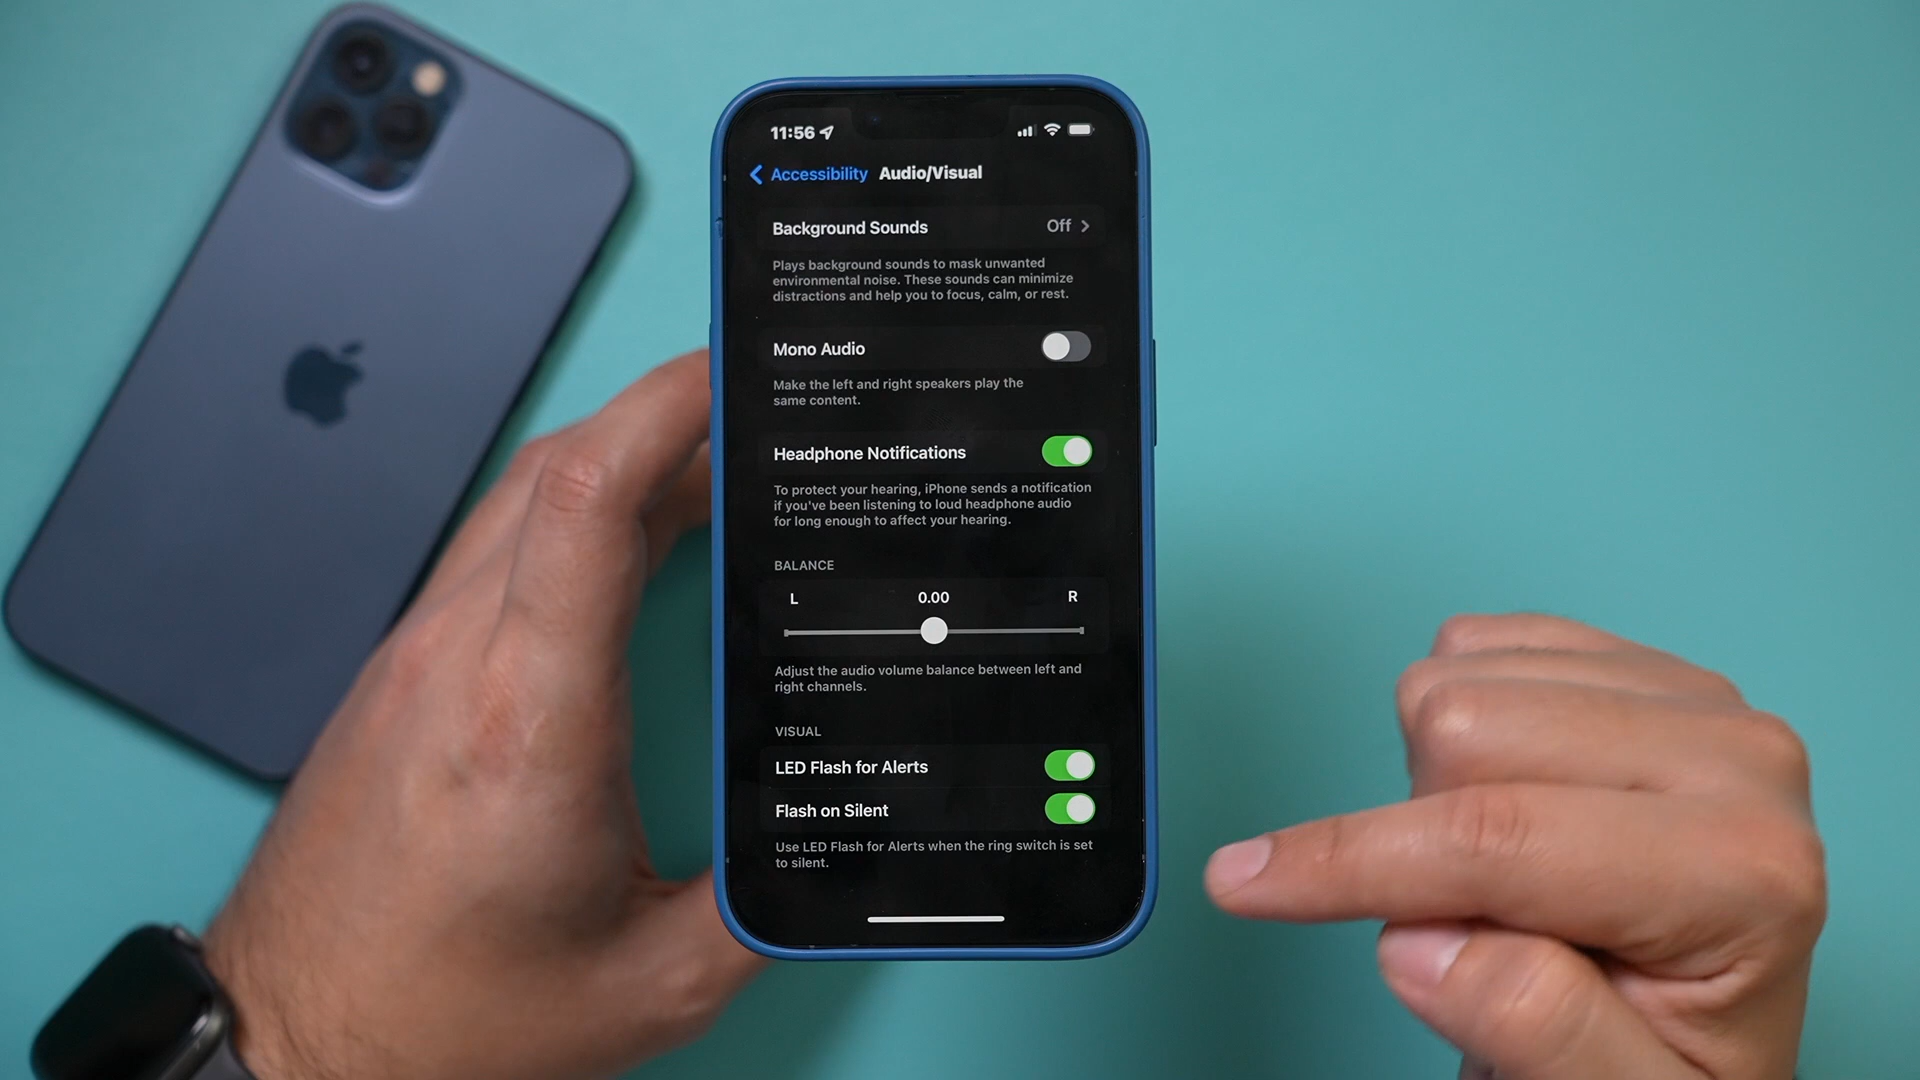 11:56
Accessibility Audio/Visual
Background Sounds Off
Plays background sounds to mask unwanted
environmental noise. These sounds can minimize
distractions and help you to focus, calm, or rest.
Mono Audio
Make the left and right speakers play the
same content.
Headphone Notifications
To protect your hearing, iPhone sends a notification
if you've been listening to loud headphone audio
for long enough to affect your hearing.
BALANCE
L 0.00 R
Adjust the audio volume balance between left and
right channels.
VISUAL
LED Flash for Alerts
Flash on Silent
Use LED Flash for Alerts when the ring switch is set
to silent.